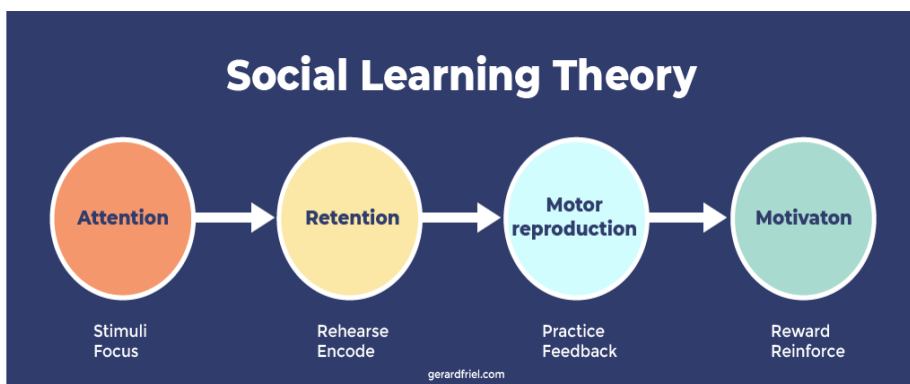 Social Learning Theory
Attention
Retention
Motor
reproduction
Motivaton
Stimuli
Focus
Rehearse
Encode
Practice
Feedback
Reward
Reinforce
gerardfriel.com